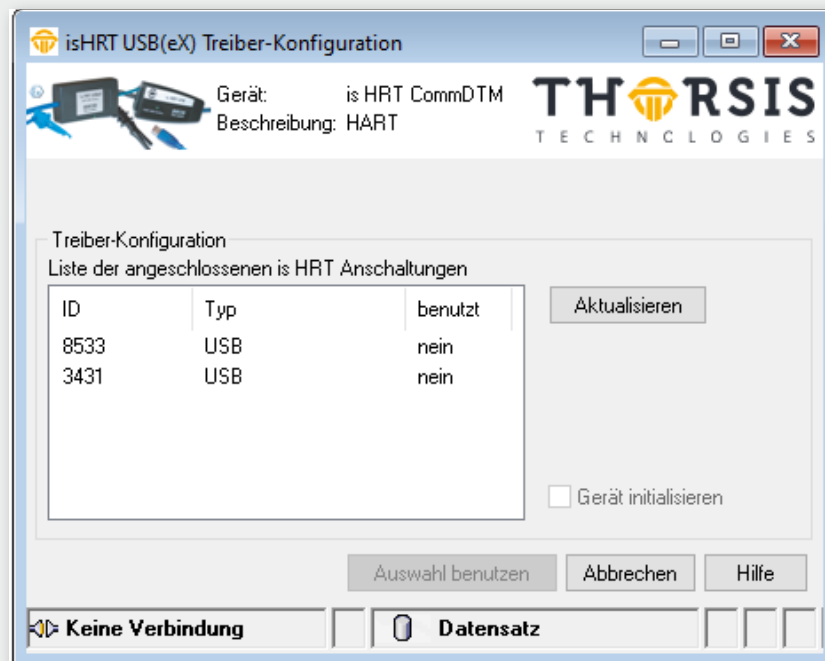 isHRT USB(eX) Treiber-Konfiguration
Gerät: is HRT CommDTM
Beschreibung: HART
THORSIS
TECHNOLOGIES
Treiber-Konfiguration
Liste der angeschlossenen is HRT Anschaltungen
ID Typ benutzt
8533 USB nein
3431 USB nein
Aktualisieren
Gerät initialisieren
Auswahl benutzen Abbrechen Hilfe
Keine Verbindung Datensatz